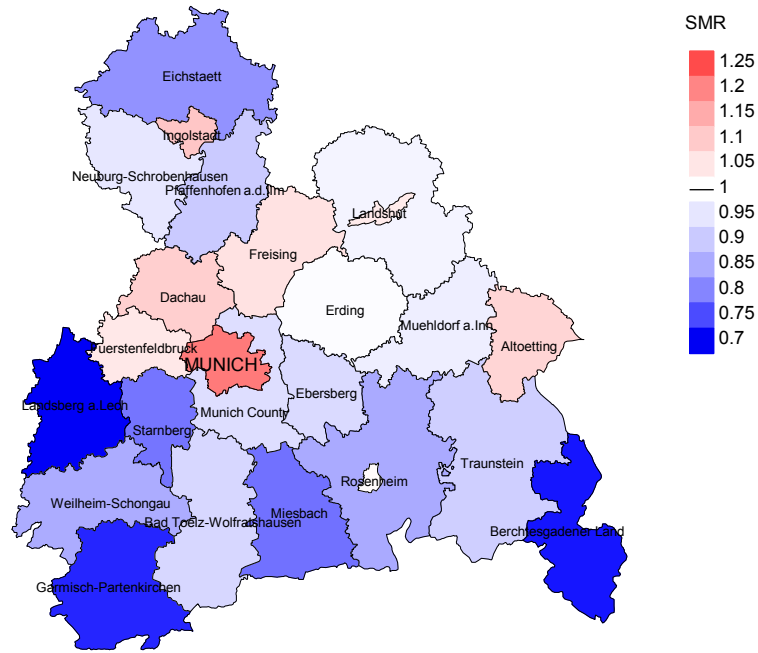 SMR
1.25
1.2
1.15
1.1
1.05
1
0.95
0.9
0.85
0.8
0.75
0.7
Eichstaett
Ingolstadt
Neuburg-Schrobenhausen
Pfaffenhofen a.d.Ilm
Landshut
Freising
Dachau
Erding
Muehldorf a.Inn
Altoetting
Fuerstenfeldbruck
MUNICH
Ebersberg
Landsberg a.Lech
Munich County
Starnberg
Traunstein
Rosenheim
Miesbach
Weilheim-Schongau
Bad Toelz-Wolfratshausen
Berchtesgadener Land
Garmisch-Partenkirchen